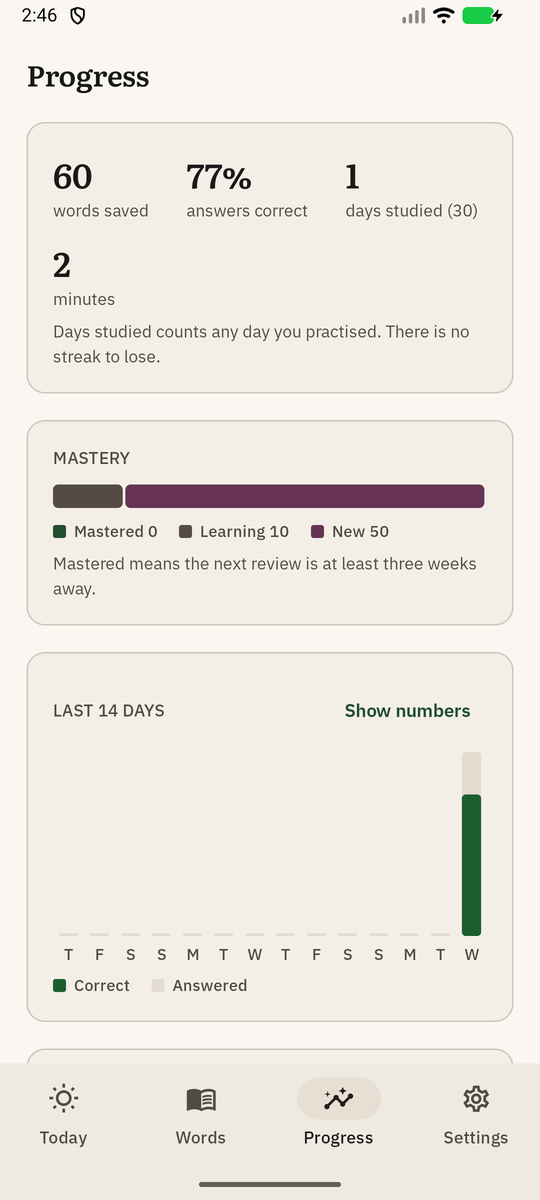 2:46
Progress
60 77% 1
words saved answers correct days studied (30)
2
minutes
Days studied counts any day you practised. There is no
streak to lose.
MASTERY
Mastered 0 Learning 10 New 50
Mastered means the next review is at least three weeks
away.
LAST 14 DAYS Show numbers
T F S S M T W T F S S M T W
Correct Answered
Today Words Progress Settings